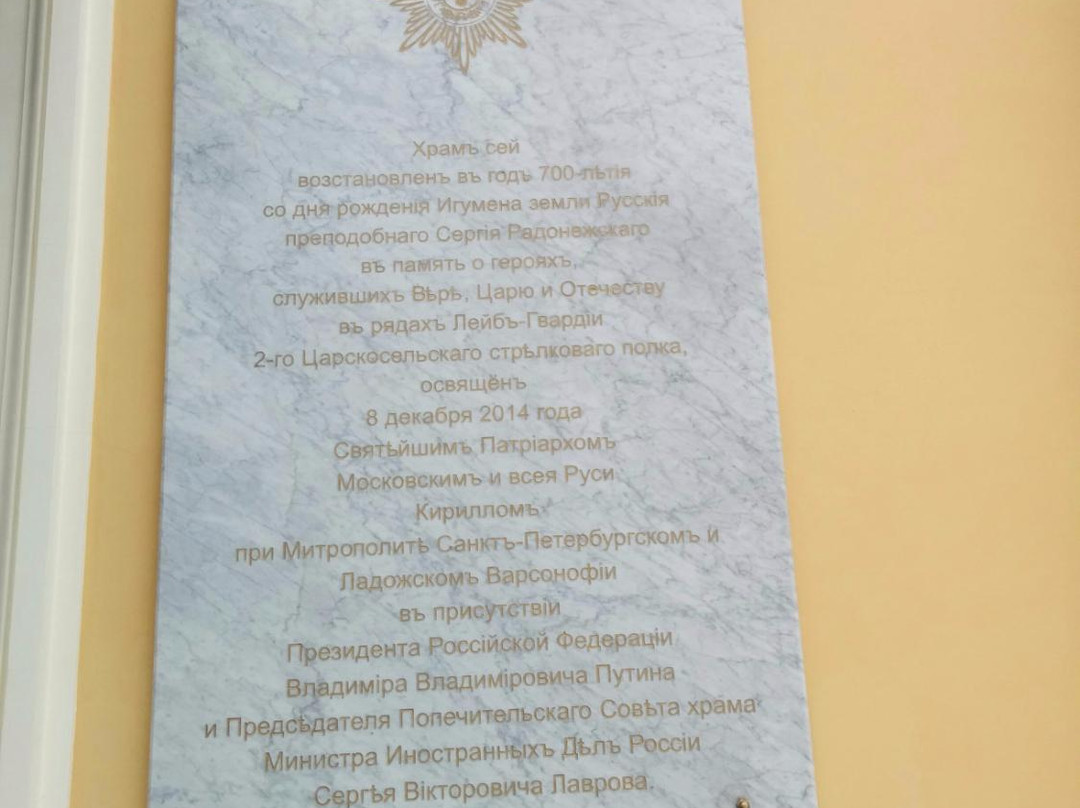 Храмъ сей
возстановленъ въ годъ 700-лѣтія
со дня рожденія Игумена земли Русскія
преподобнаго Сергія Радонежскаго
въ память о герояхъ,
служившихъ Вѣрѣ, Царю и Отечеству
въ рядахъ Лейбъ-Гвардіи
2-го Царскосельскаго стрѣлковаго полка,
освящёнъ
8 декабря 2014 года
Святѣйшимъ Патріархомъ
Московскимъ и всея Руси
Кирилломъ
при Митрополитѣ Санктъ-Петербургскомъ и
Ладожскомъ Варсонофіи
въ присутствіи
Президента Россійской Федераціи
Владиміра Владиміровича Путина
и Предсѣдателя Попечительскаго Совѣта храма
Министра Иностранныхъ Дѣлъ Россіи
Сергѣя Вікторовича Лаврова.